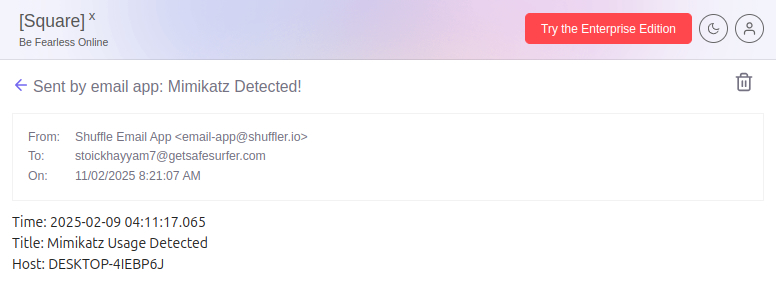 [Square] x
Be Fearless Online
Try the Enterprise Edition
Sent by email app: Mimikatz Detected!
From: Shuffle Email App <email-app@shuffler.io>
To: stoickhayyam7@getsafesurfer.com
On: 11/02/2025 8:21:07 AM
Time: 2025-02-09 04:11:17.065
Title: Mimikatz Usage Detected
Host: DESKTOP-4IEBP6J